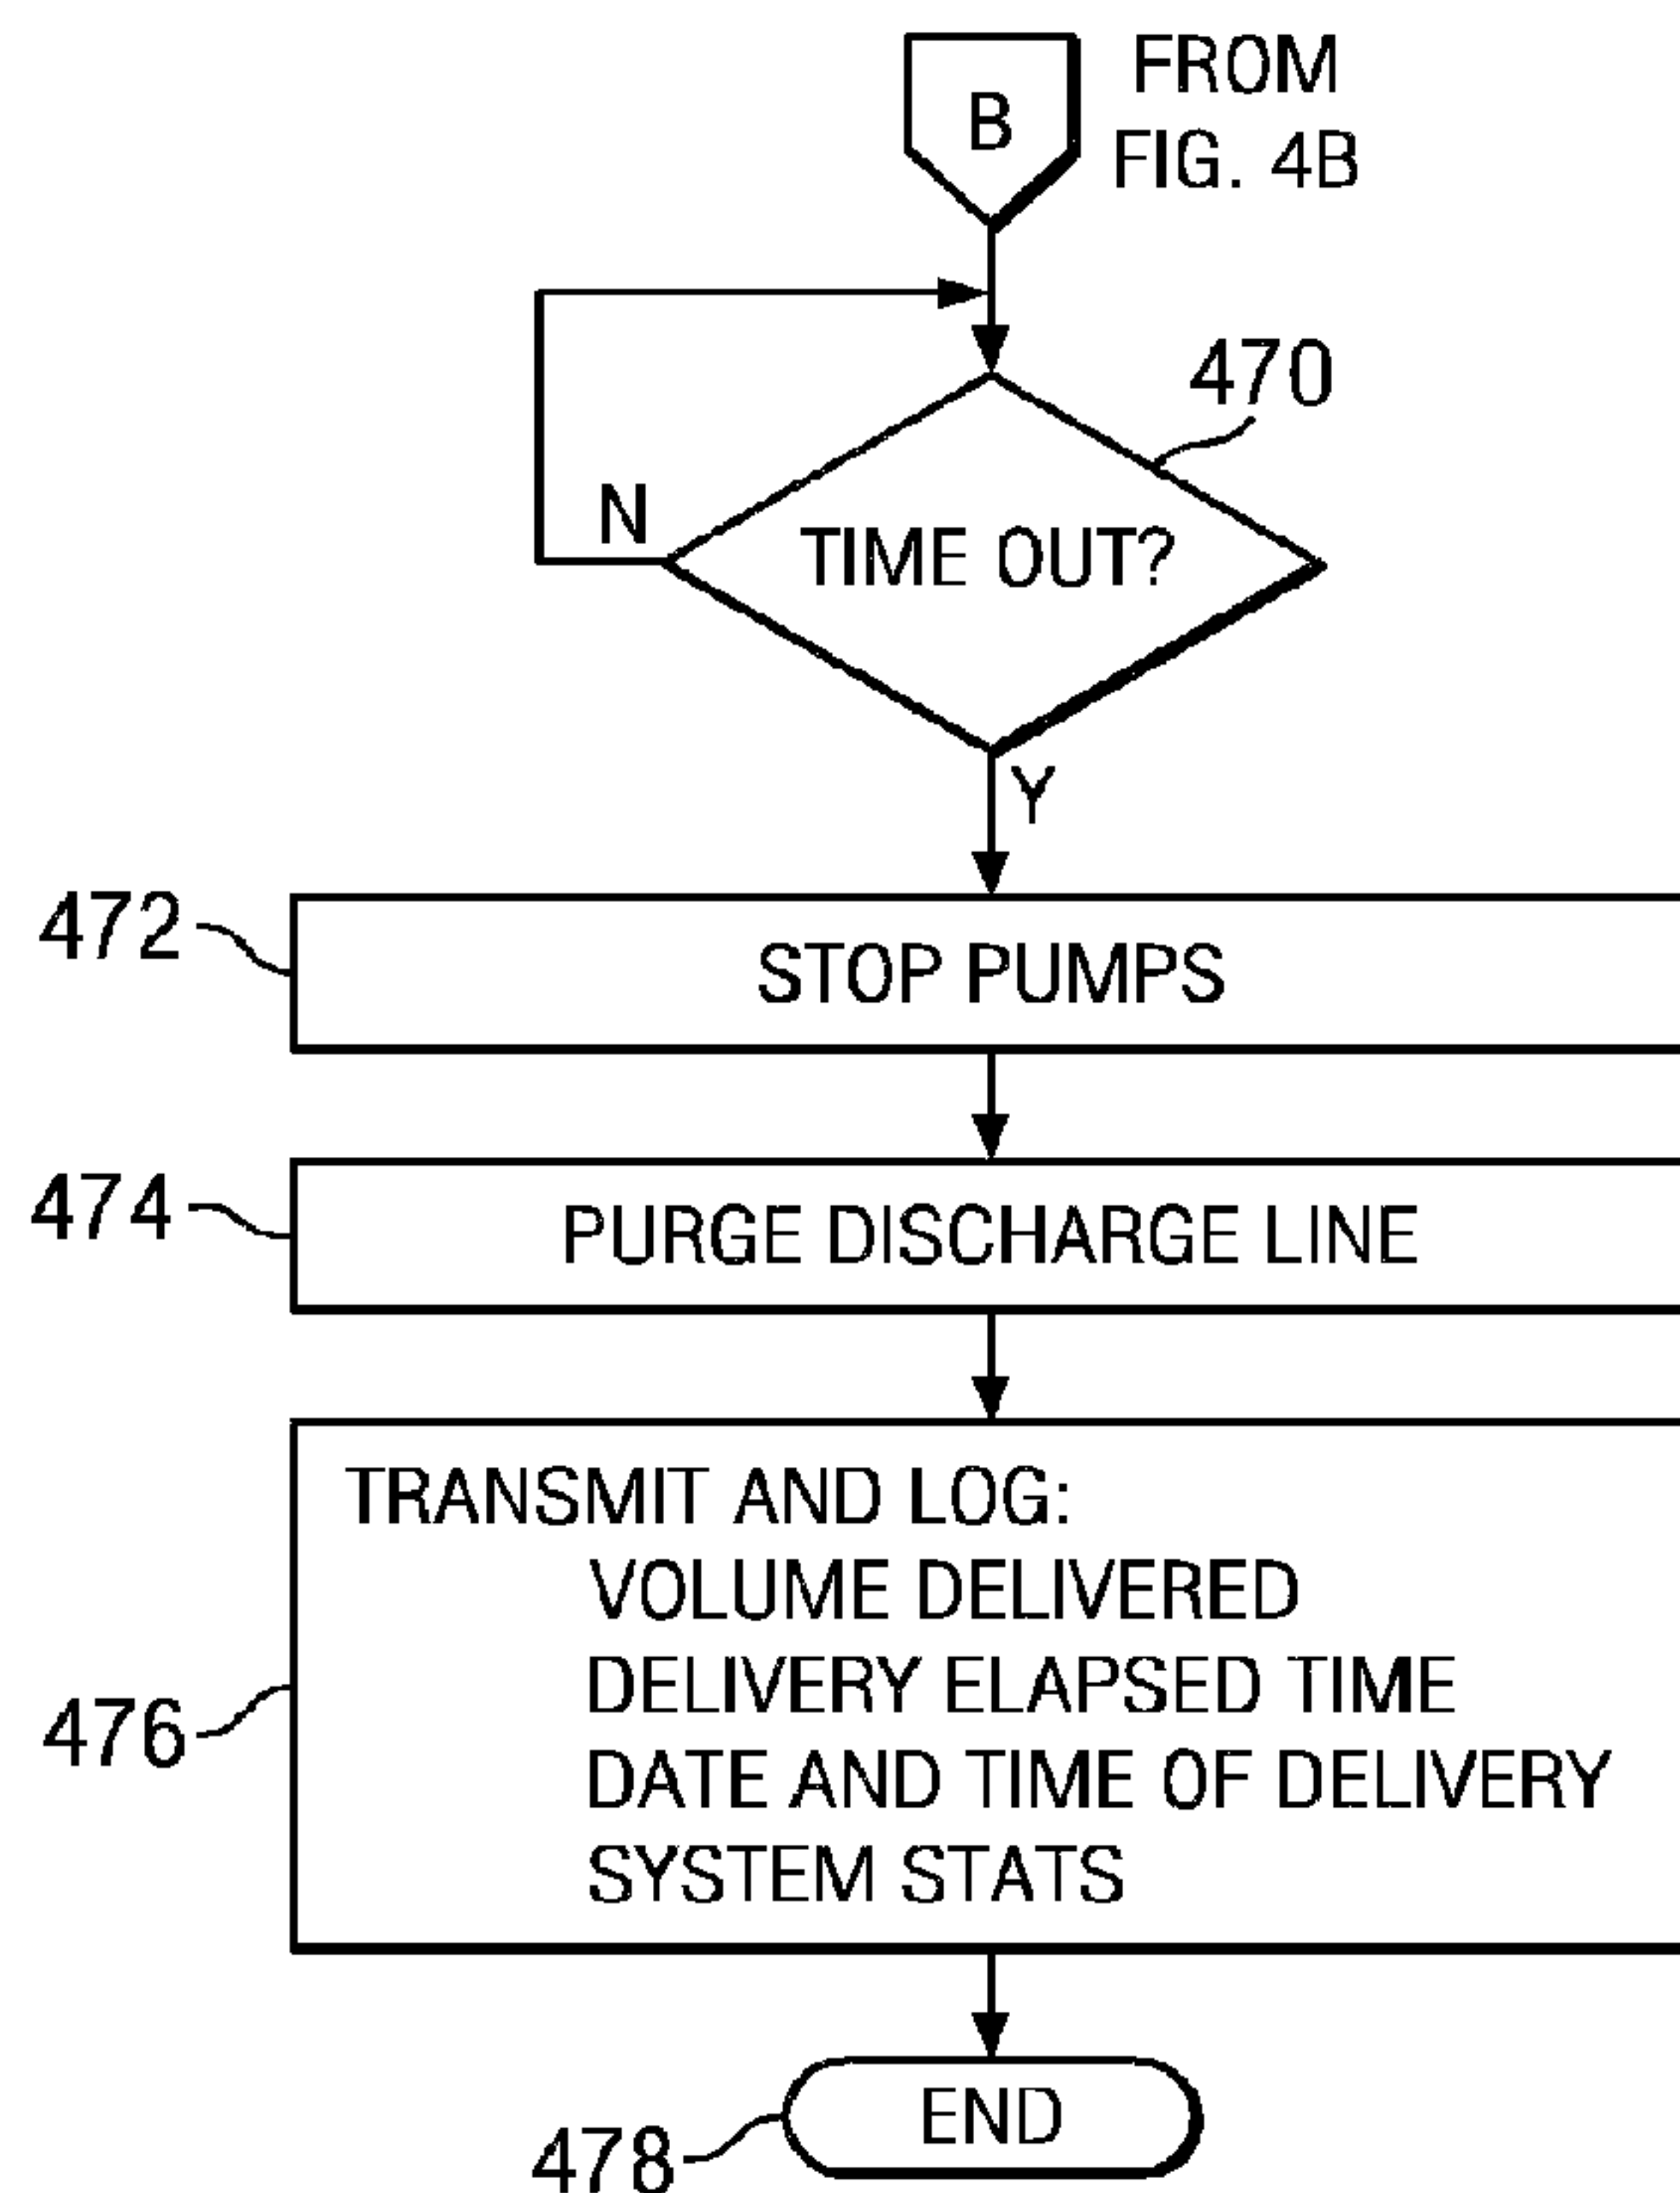 B
FROM
FIG. 4B
470
N
TIME OUT?
Y
472
STOP PUMPS
474
PURGE DISCHARGE LINE
TRANSMIT AND LOG:
VOLUME DELIVERED
DELIVERY ELAPSED TIME
476
DATE AND TIME OF DELIVERY
SYSTEM STATS
END
478